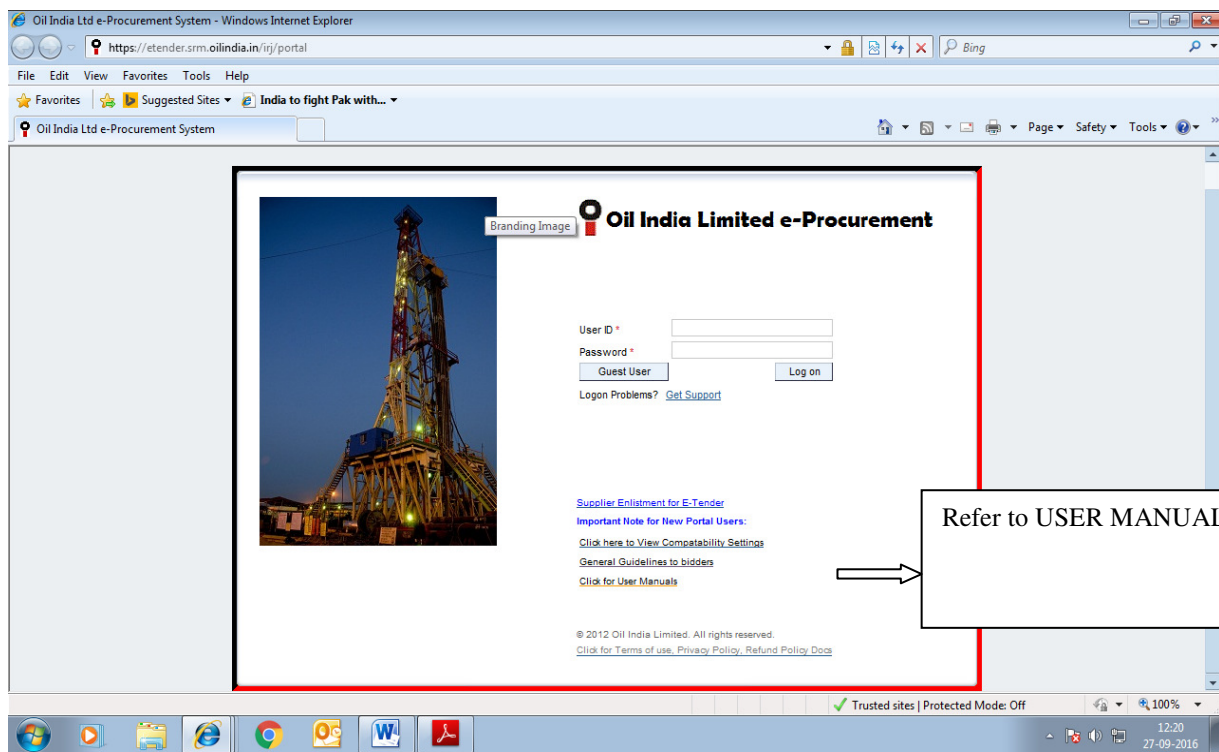 Oil India Ltd e-Procurement System - Windows Internet Explorer
https://etender.srm.oilindia.in/irj/portal
Bing
File Edit View Favorites Tools Help
Favorites Suggested Sites India to fight Pak with...
Oil India Ltd e-Procurement System
Page Safety Tools
Branding Image
Oil India Limited e-Procurement
User ID *
Password *
Guest User Log on
Logon Problems? Get Support
Supplier Enlistment for E-Tender
Important Note for New Portal Users:
Click here to View Compatability Settings
General Guidelines to bidders
Click for User Manuals
Refer to USER MANUAL
© 2012 Oil India Limited. All rights reserved.
Click for Terms of use, Privacy Policy, Refund Policy Docs
Trusted sites | Protected Mode: Off 100%
12:20
27-09-2016